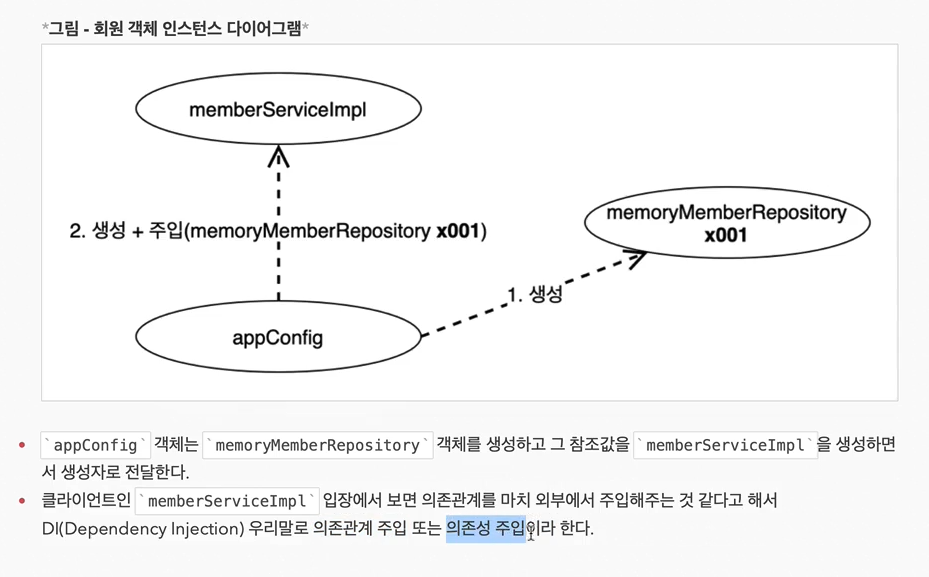 *그림 - 회원 객체 인스턴스 다이어그램*
memberServiceImpl
2. 생성 + 주입(memoryMemberRepository x001)
memoryMemberRepository
x001
1. 생성
appConfig
`appConfig` 객체는 `memoryMemberRepository` 객체를 생성하고 그 참조값을 `memberServiceImpl`을 생성하면
서 생성자로 전달한다.
클라이언트인 `memberServiceImpl` 입장에서 보면 의존관계를 마치 외부에서 주입해주는 것 같다고 해서
DI(Dependency Injection) 우리말로 의존관계 주입 또는 의존성 주입이라 한다.